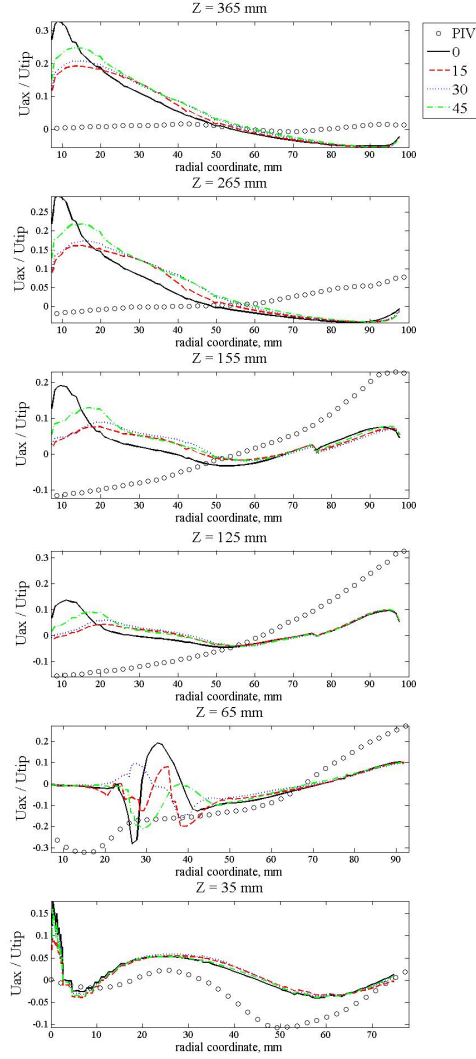 Z = 365 mm
PIV
0
15
30
45
Uax / Utip
0.3
0.2
0.1
0
10 20 30 40 50 60 70 80 90 100
radial coordinate, mm
Z = 265 mm
Uax / Utip
0.25
0.2
0.15
0.1
0.05
0
10 20 30 40 50 60 70 80 90 100
radial coordinate, mm
Z = 155 mm
Uax / Utip
0.2
0.1
0
-0.1
10 20 30 40 50 60 70 80 90 100
radial coordinate, mm
Z = 125 mm
Uax / Utip
0.3
0.2
0.1
0
-0.1
10 20 30 40 50 60 70 80 90 100
radial coordinate, mm
Z = 65 mm
Uax / Utip
0.2
0.1
0
-0.1
-0.2
-0.3
10 20 30 40 50 60 70 80 90
radial coordinate, mm
Z = 35 mm
Uax / Utip
0.15
0.1
0.05
0
-0.05
-0.1
0 10 20 30 40 50 60 70
radial coordinate, mm